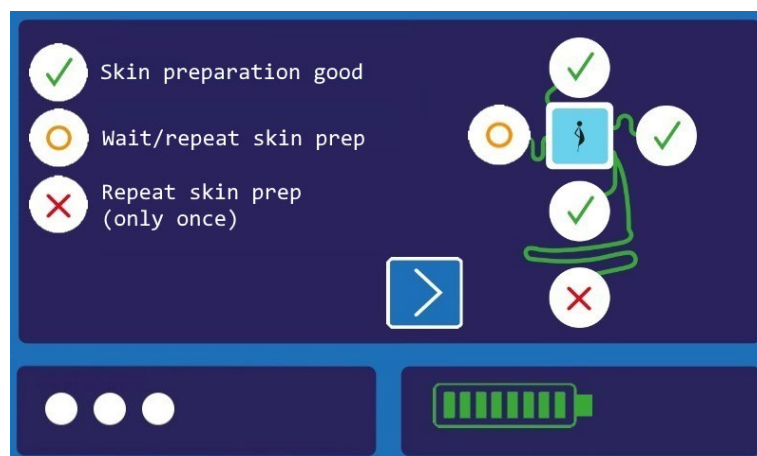 Skin preparation good
Wait/repeat skin prep
Repeat skin prep
(only once)